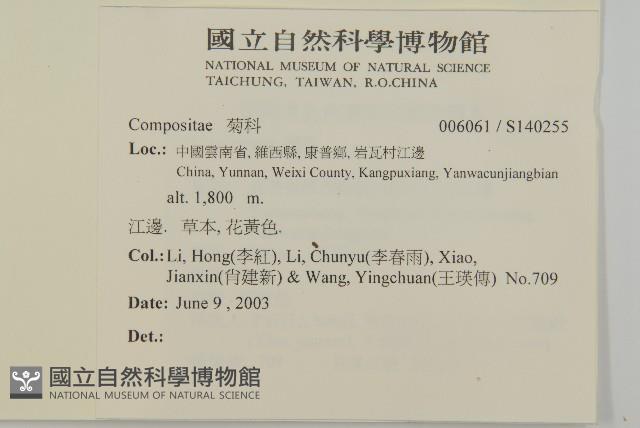 國立自然科學博物館
NATIONAL MUSEUM OF NATURAL SCIENCE
TAICHUNG, TAIWAN, R.O.CHINA
Compositae 菊科 006061 / S140255
Loc.: 中國雲南省, 維西縣, 康普鄉, 岩瓦村江邊
China, Yunnan, Weixi County, Kangpuxiang, Yanwacunjiangbian
alt. 1,800 m.
江邊. 草本, 花黃色.
Col.: Li, Hong(李紅), Li, Chunyu(李春雨), Xiao,
Jianxin(肖建新) & Wang, Yingchuan(王瑛傳) No.709
Date: June 9 , 2003
Det.:
國立自然科學博物館
NATIONAL MUSEUM OF NATURAL SCIENCE